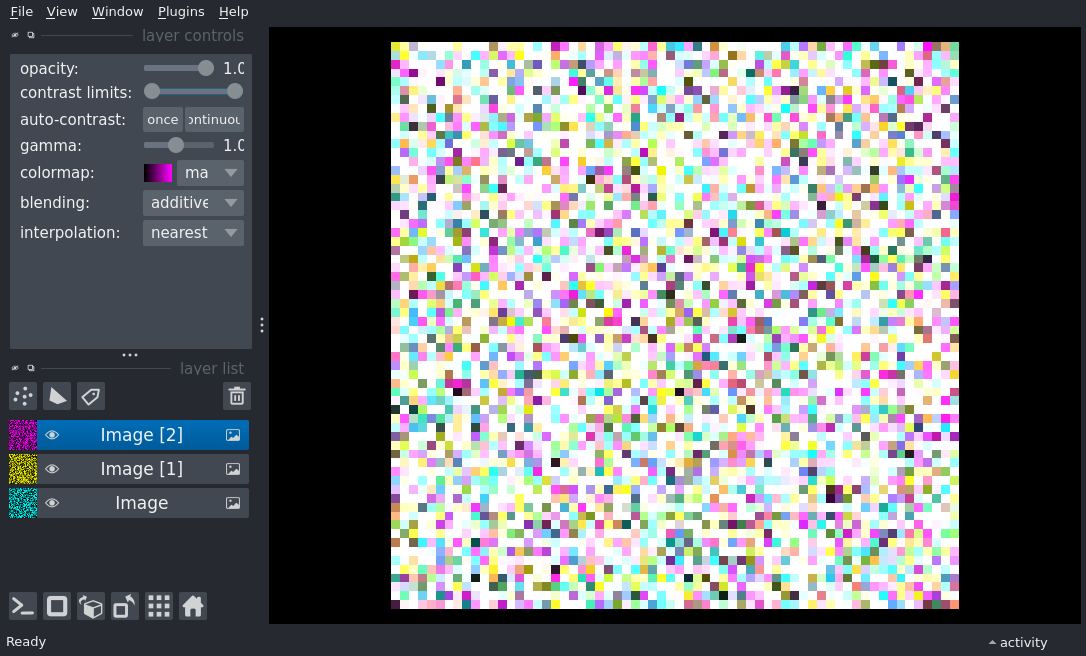 File View Window Plugins Help
layer controls
opacity: 1.0
contrast limits:
auto-contrast: once ontinuou
gamma: 1.0
colormap: ma
blending: additive
interpolation: nearest
layer list
Image [2]
Image [1]
Image
Ready
activity